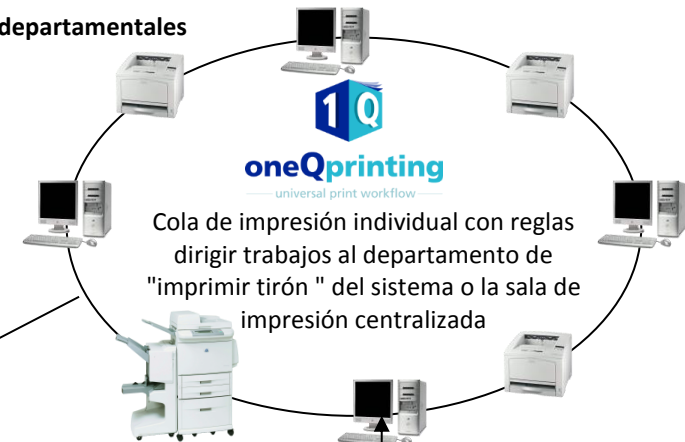 departamentales
1Q
oneQprinting
universal print workflow
Cola de impresión individual con reglas
dirigir trabajos al departamento de
"imprimir tirón " del sistema o la sala de
impresión centralizada